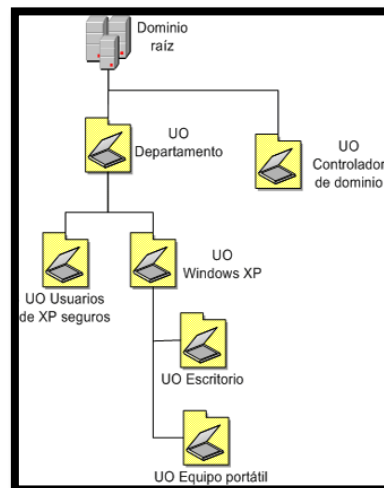 Dominio
raíz
UO
Departamento
UO
Controlador
de dominio
UO Usuarios
de XP seguros
UO
Windows XP
UO Escritorio
UO Equipo portátil